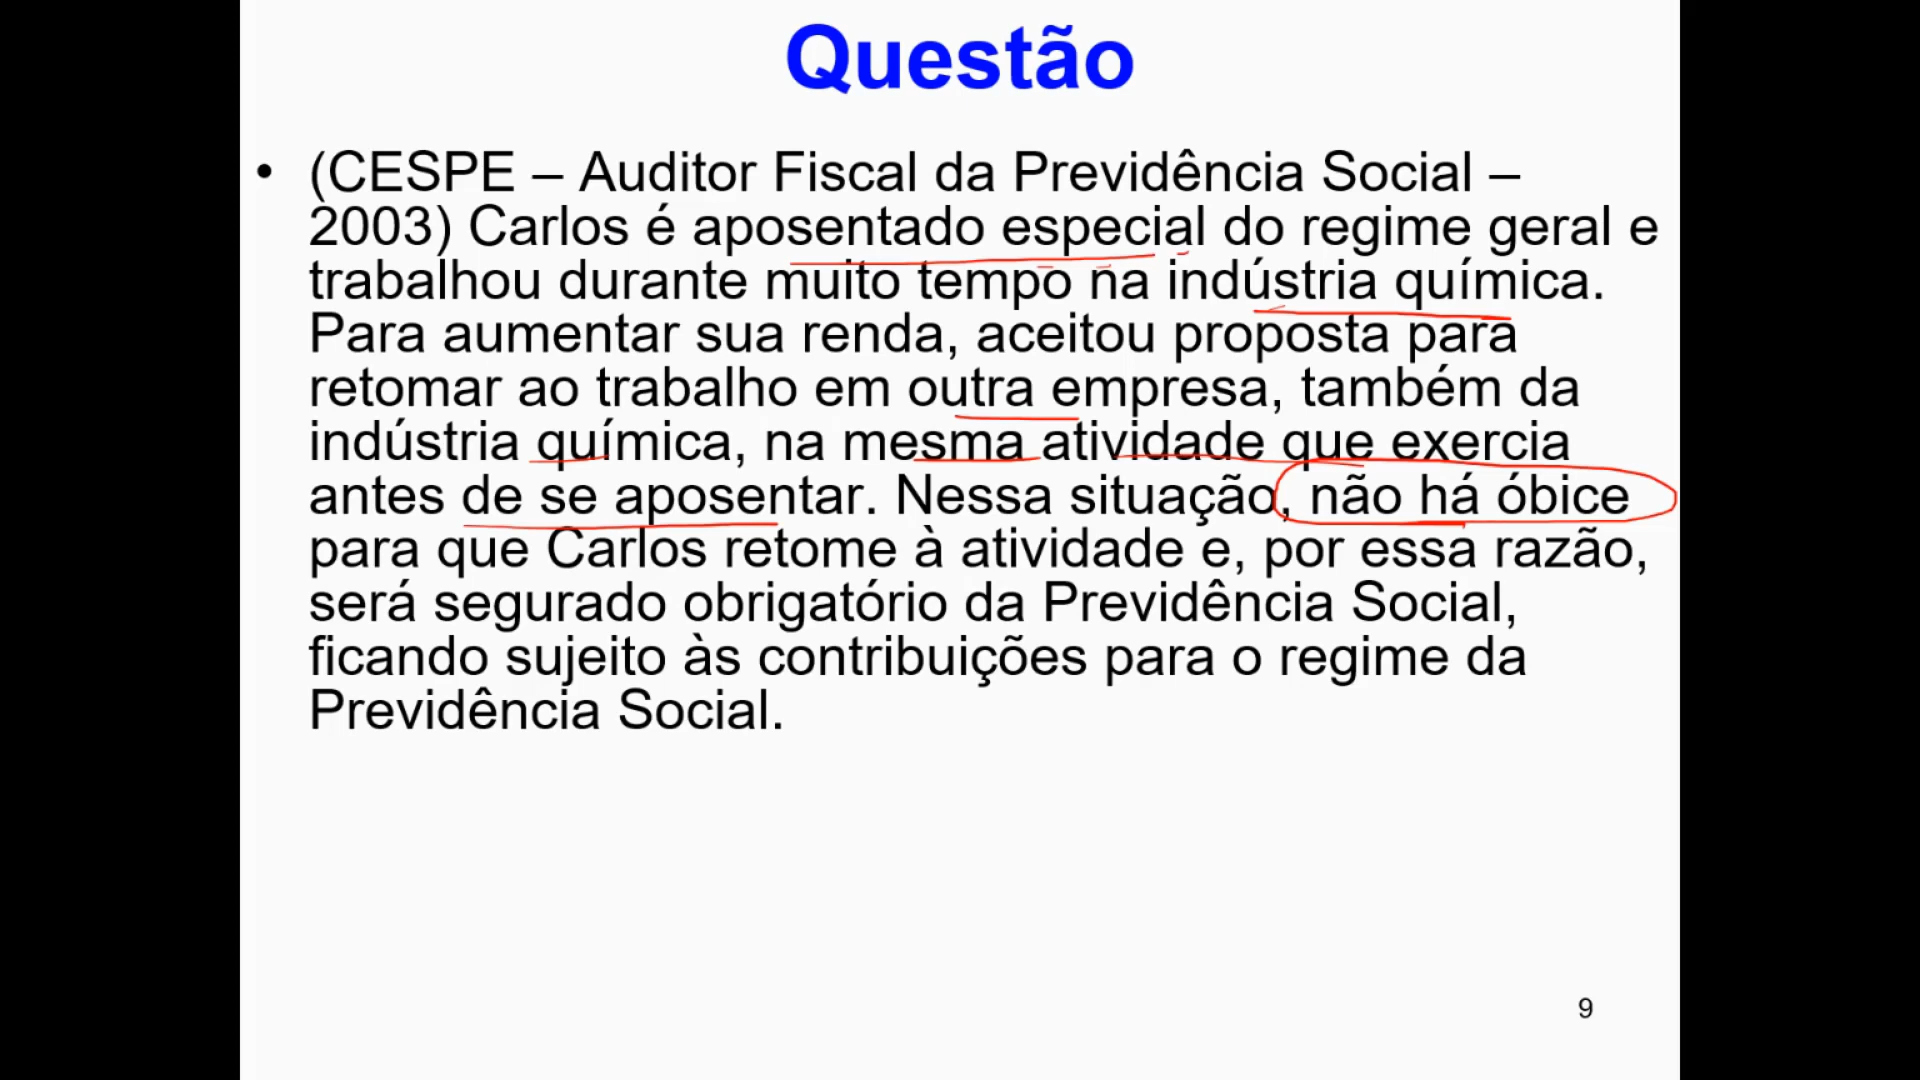 Questão
• (CESPE – Auditor Fiscal da Previdência Social –
2003) Carlos é aposentado especial do regime geral e
trabalhou durante muito tempo na indústria química.
Para aumentar sua renda, aceitou proposta para
retomar ao trabalho em outra empresa, também da
indústria química, na mesma atividade que exercia
antes de se aposentar. Nessa situação, não há óbice
para que Carlos retome à atividade e, por essa razão,
será segurado obrigatório da Previdência Social,
ficando sujeito às contribuições para o regime da
Previdência Social.
9